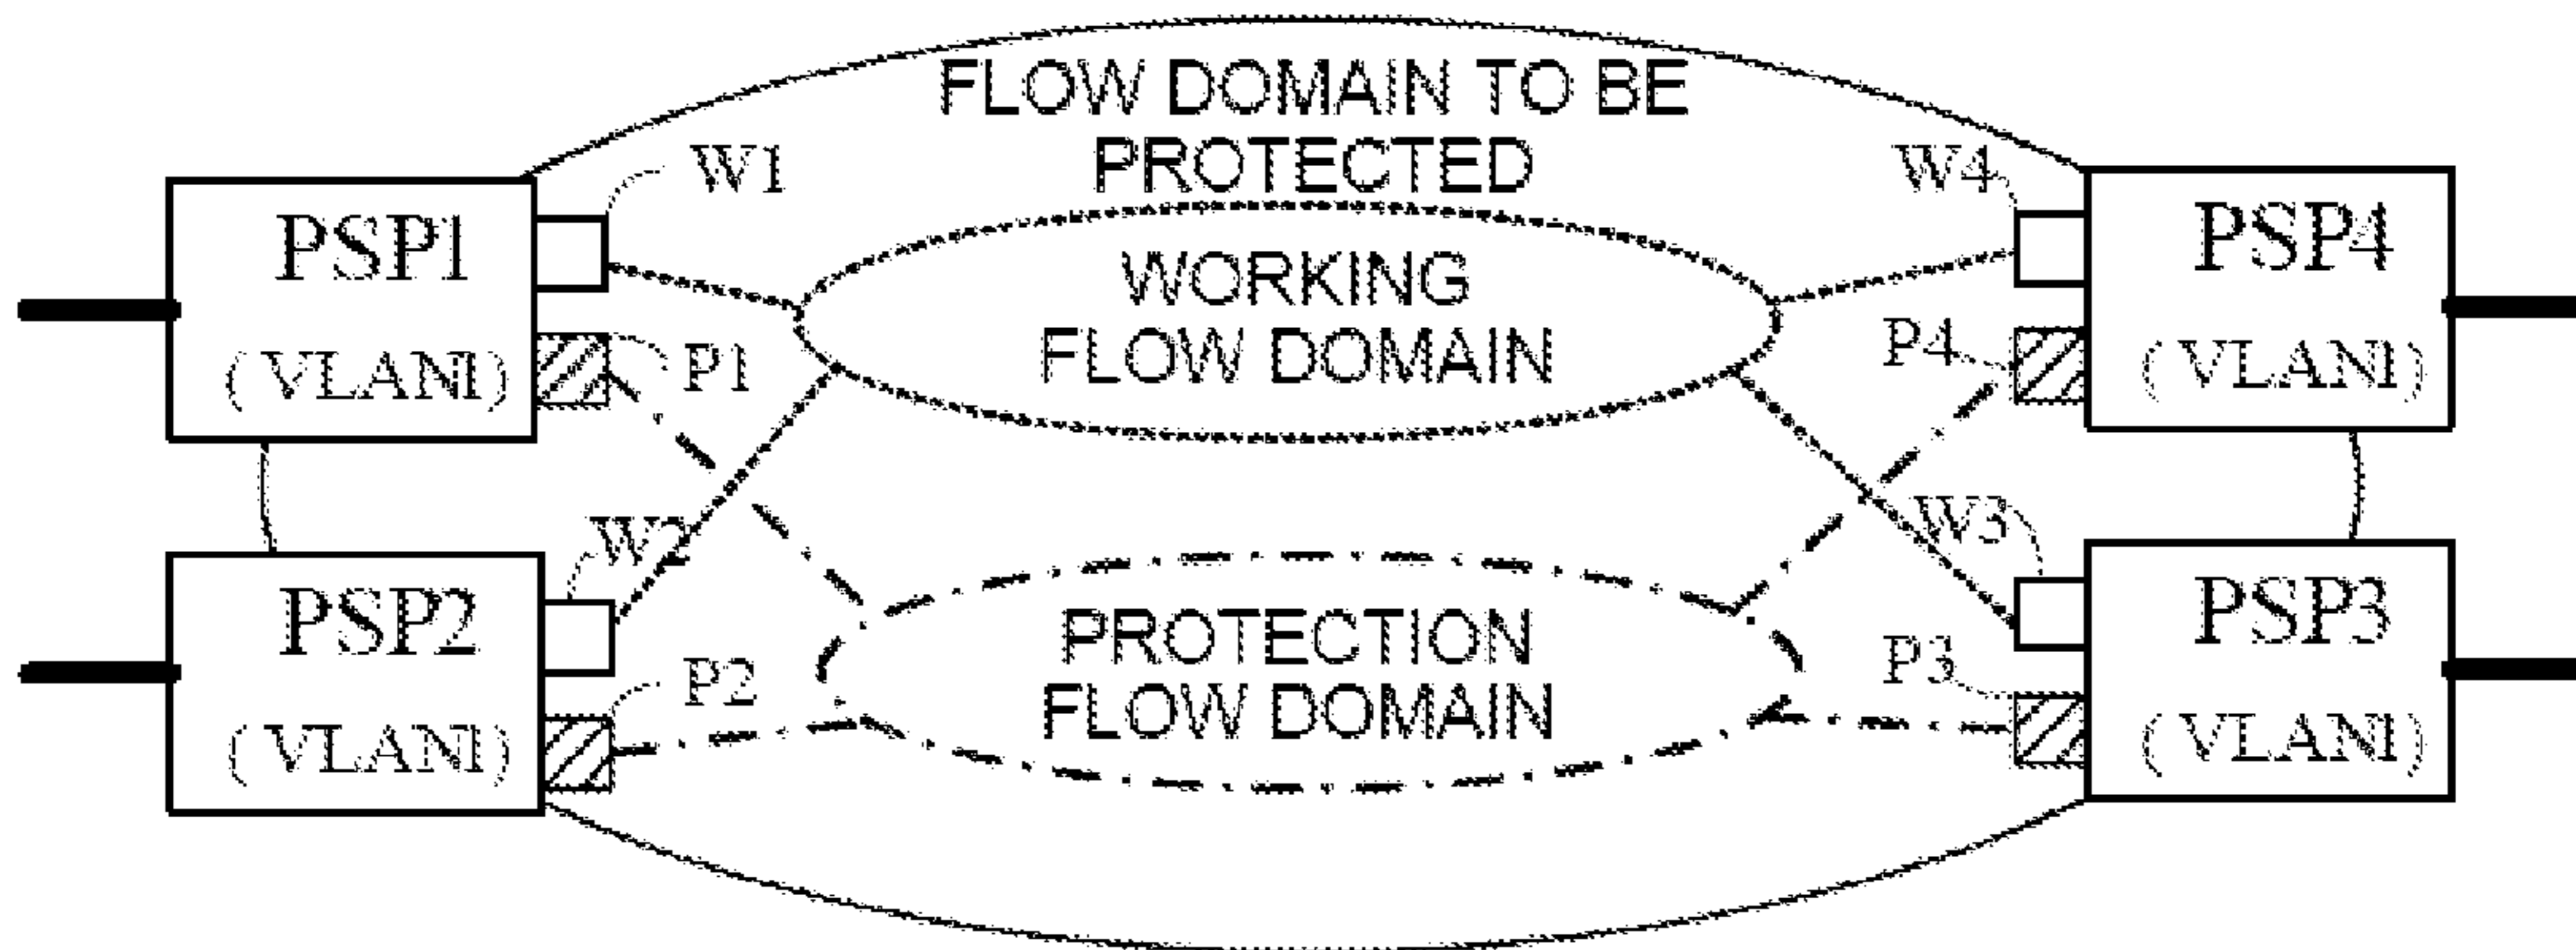 FLOW DOMAIN TO BE
PROTECTED
W1
W4
PSP1
PSP4
WORKING
FLOW DOMAIN
P1
P4
(VLAN1)
(VLAN1)
W2
W3
PSP2
PSP3
PROTECTION
FLOW DOMAIN
P2
P3
(VLAN1)
(VLAN1)